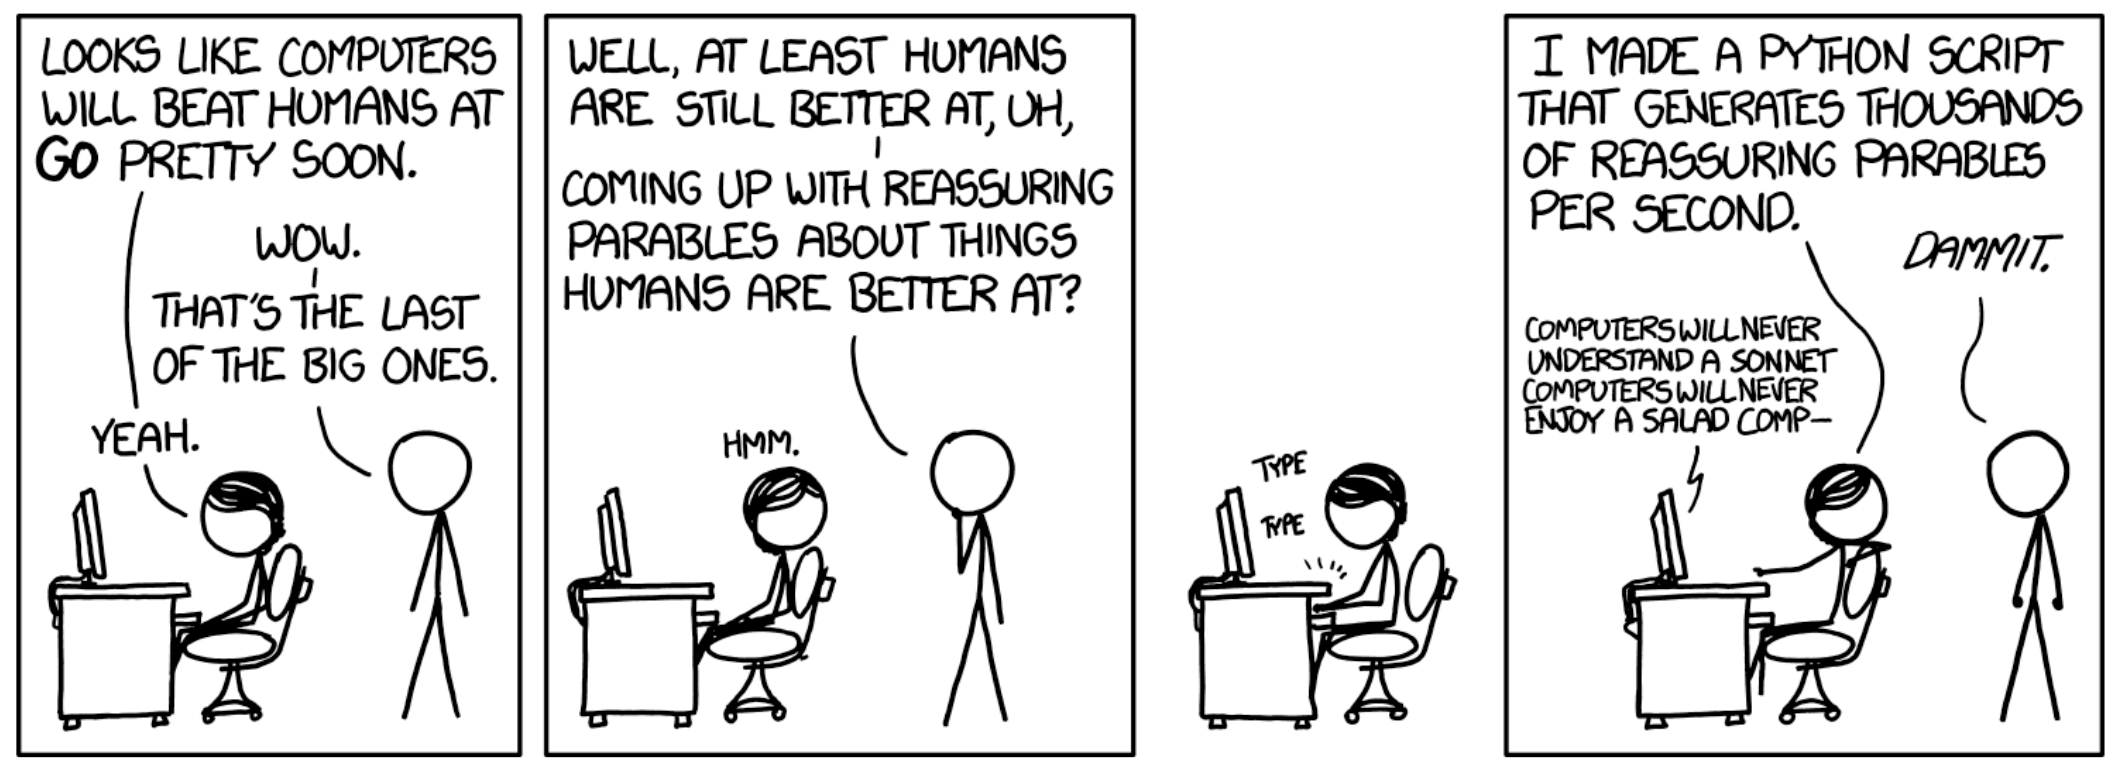 LOOKS LIKE COMPUTERS
WILL BEAT HUMANS AT
GO PRETTY SOON.
WOW.
THAT'S THE LAST
OF THE BIG ONES.
YEAH.
WELL, AT LEAST HUMANS
ARE STILL BETTER AT, UH,
COMING UP WITH REASSURING
PARABLES ABOUT THINGS
HUMANS ARE BETTER AT?
HMM.
TYPE
TYPE
I MADE A PYTHON SCRIPT
THAT GENERATES THOUSANDS
OF REASSURING PARABLES
PER SECOND.
DAMMIT.
COMPUTERS WILL NEVER
UNDERSTAND A SONNET
COMPUTERS WILL NEVER
ENJOY A SALAD COMP—